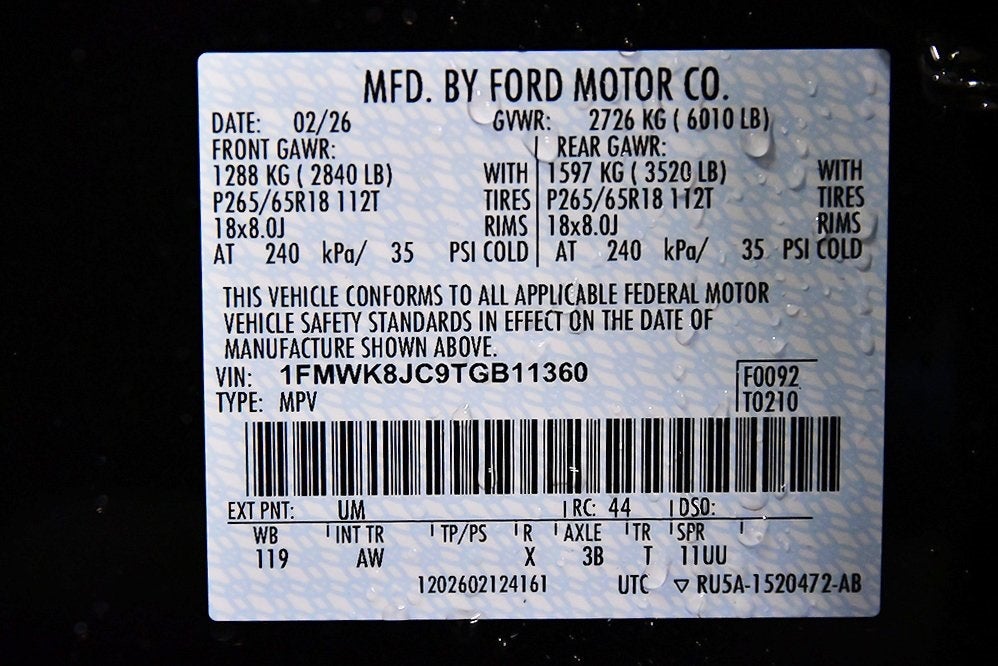 MFD. BY FORD MOTOR CO.
DATE: 02/26 GVWR: 2726 KG ( 6010 LB)
FRONT GAWR: REAR GAWR:
1288 KG ( 2840 LB) WITH 1597 KG ( 3520 LB) WITH
P265/65R18 112T TIRES P265/65R18 112T TIRES
18x8.0J RIMS 18x8.0J RIMS
AT 240 kPa/ 35 PSI COLD AT 240 kPa/ 35 PSI COLD
THIS VEHICLE CONFORMS TO ALL APPLICABLE FEDERAL MOTOR
VEHICLE SAFETY STANDARDS IN EFFECT ON THE DATE OF
MANUFACTURE SHOWN ABOVE.
VIN: 1FMWK8JC9TGB11360 F0092
TYPE: MPV T0210
EXT PNT: UM RC: 44 DSO:
WB INT TR TP/PS R AXLE TR SPR
119 AW X 3B T 11UU
1202602124161 UTC ▽ RU5A-1520472-AB